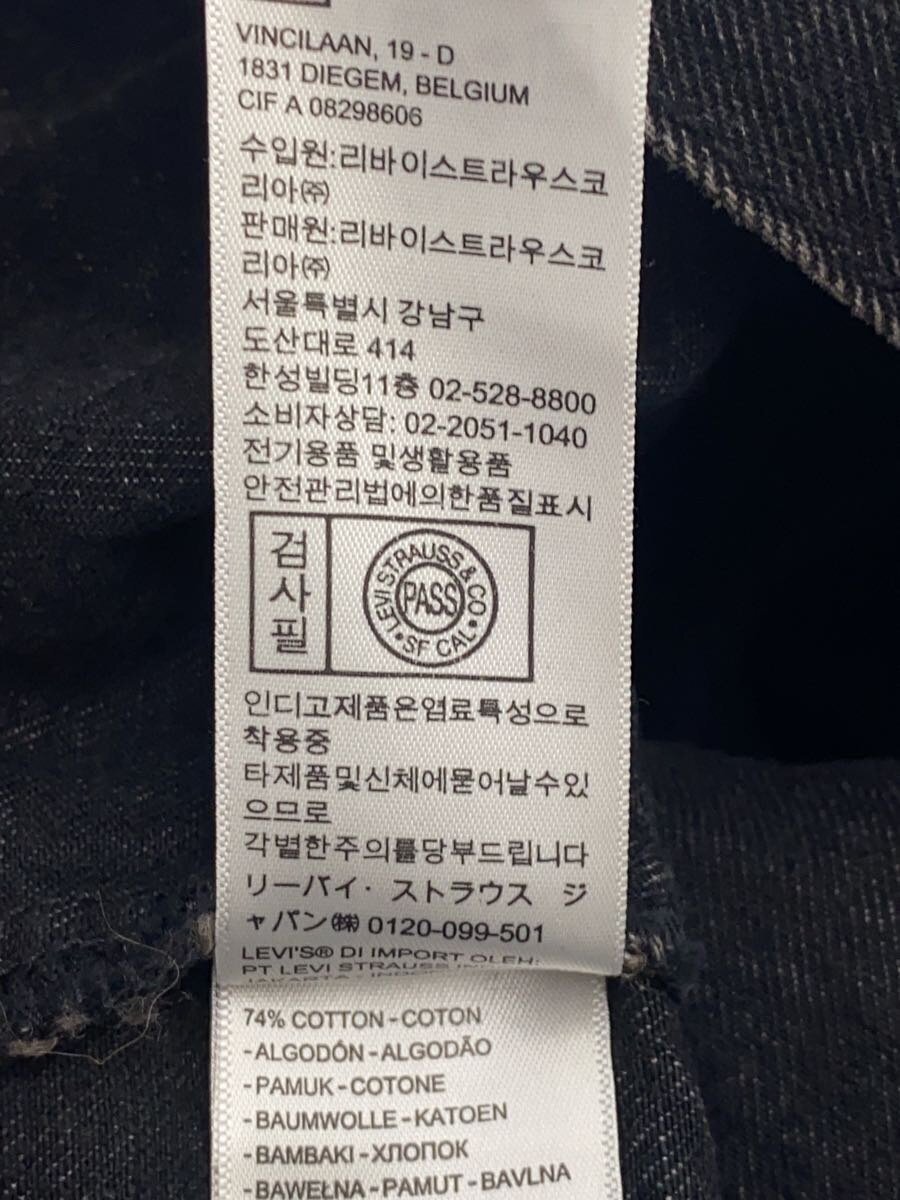 VINCILAAN, 19 - D
1831 DIEGEM, BELGIUM
CIF A 08298606
수입원:리바이스트라우스코
리아㈜
판매원:리바이스트라우스코
리아㈜
서울특별시 강남구
도산대로 414
한성빌딩11층 02-528-8800
소비자상담: 02-2051-1040
전기용품 및생활용품
안전관리법에의한품질표시
검
사
필
LEVI STRAUSS & CO
PASS
• SF CAL •
인디고제품은염료특성으로
착용중
타제품및신체에묻어날수있
으므로
각별한주의를당부드립니다
リーバイ・ストラウス ジ
ャパン㈱ 0120-099-501
LEVI'S® DI IMPORT OLEH:
PT LEVI STRAUSS
74% COTTON - COTON
- ALGODÓN - ALGODÃO
- PAMUK - COTONE
- BAUMWOLLE - KATOEN
- BAMBAKI - ХЛОПОК
- BAWEŁNA - PAMUT - BAVLNA